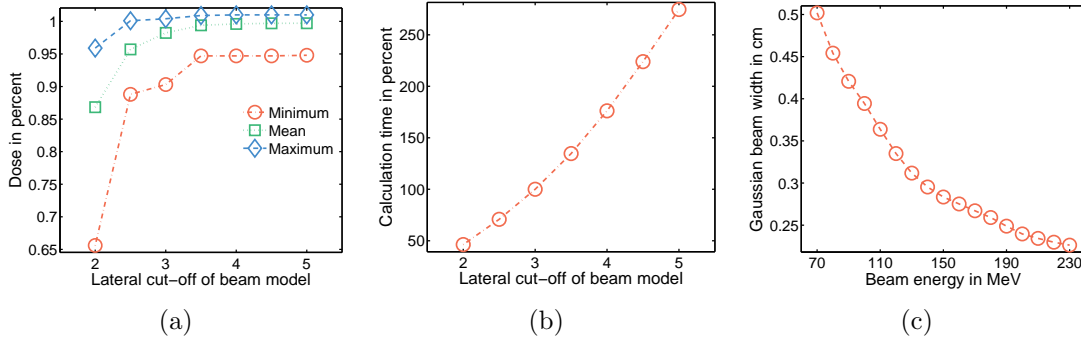 Dose in percent
1
0.95
0.9
0.85
0.8
0.75
0.7
0.65
Minimum
Mean
Maximum
2 3 4 5
Lateral cut−off of beam model
(a)
Calculation time in percent
250
200
150
100
50
2 3 4 5
Lateral cut−off of beam model
(b)
Gaussian beam width in cm
0.5
0.45
0.4
0.35
0.3
0.25
70 110 150 190 230
Beam energy in MeV
(c)